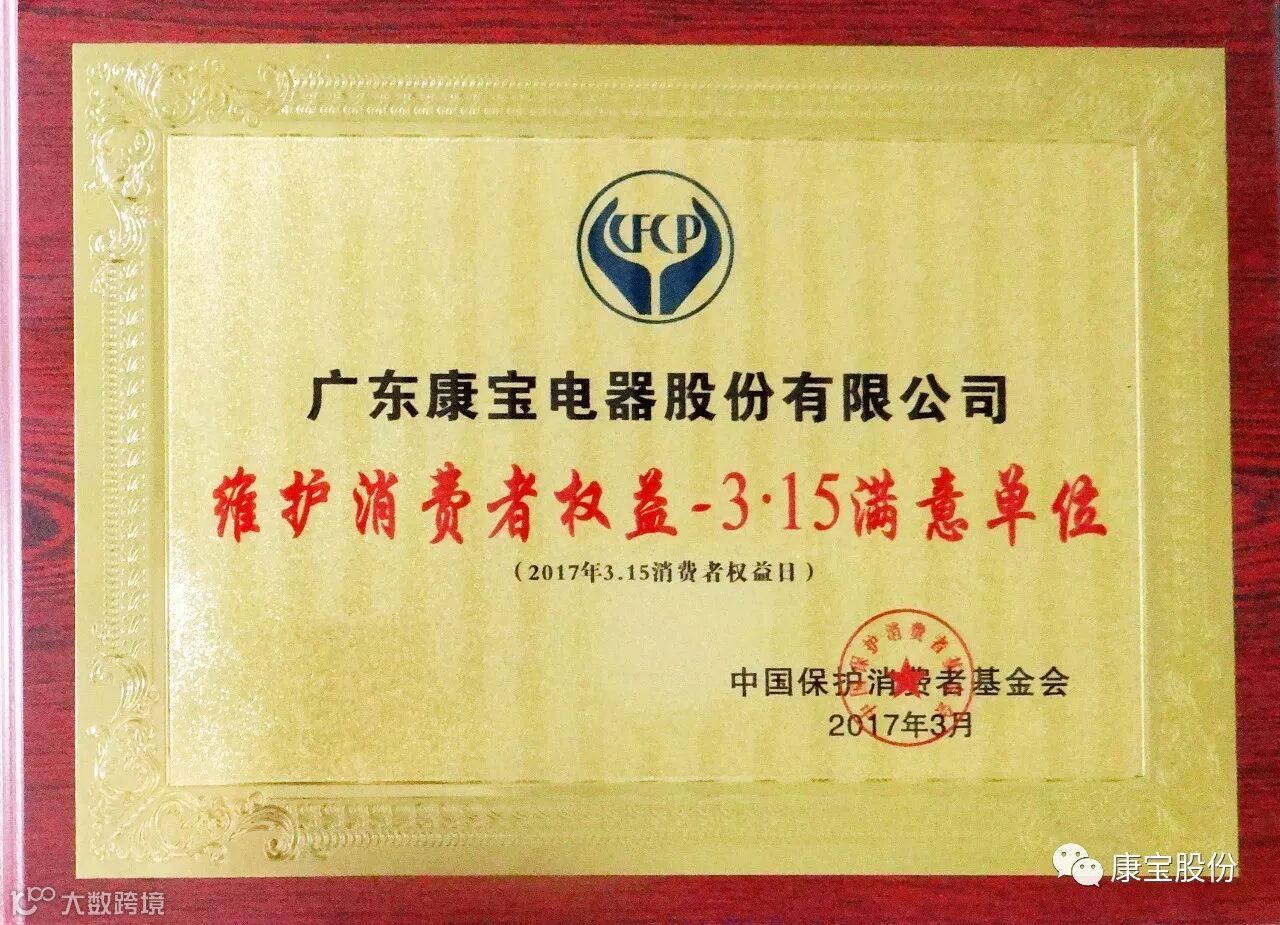 CFCP
广东康宝电器股份有限公司
维护消费者权益-3·15满意单位
（2017年3.15消费者权益日）
中国保护消费者基金会
2017年3月
康宝股份
10100 大数跨境